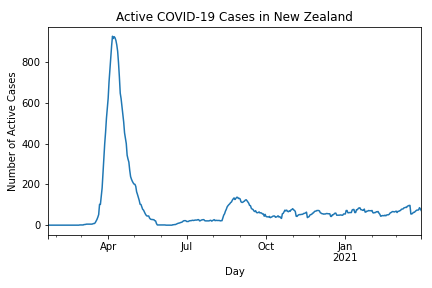 Active COVID-19 Cases in New Zealand
Number of Active Cases
800
600
400
200
0
Apr
Jul
Oct
Jan
2021
Day